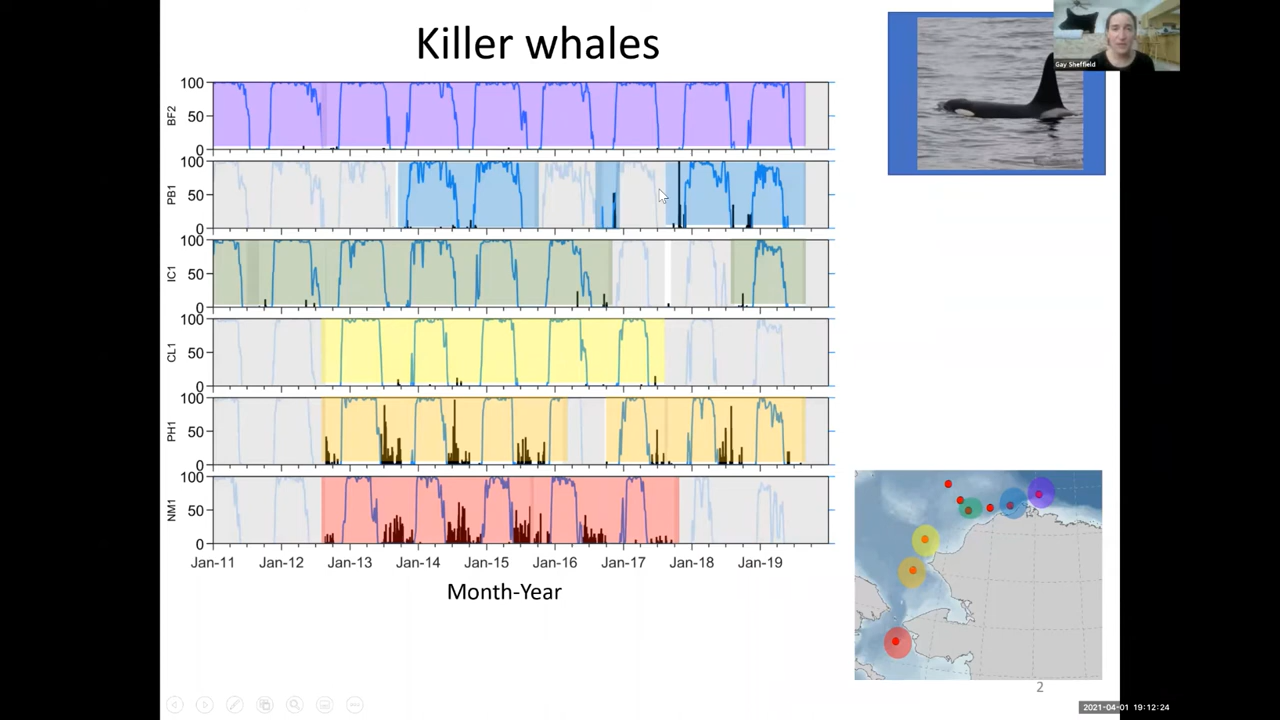 Killer whales
Gay Sheffield
BF2
100
50
0
PB1
100
50
0
IC1
100
50
0
CL1
100
50
0
PH1
100
50
0
NM1
100
50
0
Jan-11 Jan-12 Jan-13 Jan-14 Jan-15 Jan-16 Jan-17 Jan-18 Jan-19
Month-Year
2
2021-04-01 19:12:24